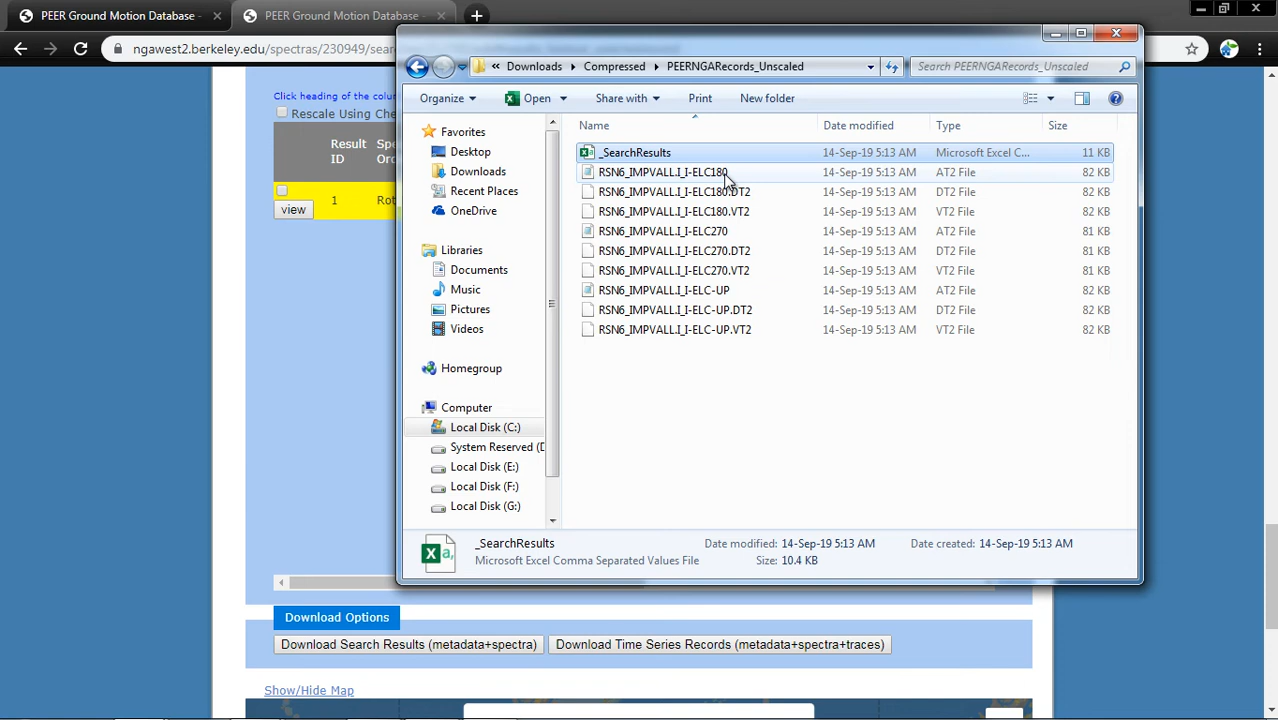 PEER Ground Motion Database -
PEER Ground Motion Database -
ngawest2.berkeley.edu/spectras/230949/sear
« Downloads Compressed PEERNGARecords_Unscaled
Search PEERNGARecords_Unscaled
Organize Open Share with Print New folder
Click heading of the colu
Rescale Using Che
Result ID
Ord
view 1 Rot
Favorites
Desktop
Downloads
Recent Places
OneDrive
Libraries
Documents
Music
Pictures
Videos
Homegroup
Computer
Local Disk (C:)
System Reserved (D
Local Disk (E:)
Local Disk (F:)
Local Disk (G:)
Name Date modified Type Size
_SearchResults 14-Sep-19 5:13 AM Microsoft Excel C... 11 KB
RSN6_IMPVALL.I_I-ELC180 14-Sep-19 5:13 AM AT2 File 82 KB
RSN6_IMPVALL.I_I-ELC180.DT2 14-Sep-19 5:13 AM DT2 File 82 KB
RSN6_IMPVALL.I_I-ELC180.VT2 14-Sep-19 5:13 AM VT2 File 82 KB
RSN6_IMPVALL.I_I-ELC270 14-Sep-19 5:13 AM AT2 File 81 KB
RSN6_IMPVALL.I_I-ELC270.DT2 14-Sep-19 5:13 AM DT2 File 81 KB
RSN6_IMPVALL.I_I-ELC270.VT2 14-Sep-19 5:13 AM VT2 File 81 KB
RSN6_IMPVALL.I_I-ELC-UP 14-Sep-19 5:13 AM AT2 File 82 KB
RSN6_IMPVALL.I_I-ELC-UP.DT2 14-Sep-19 5:13 AM DT2 File 82 KB
RSN6_IMPVALL.I_I-ELC-UP.VT2 14-Sep-19 5:13 AM VT2 File 82 KB
_SearchResults Date modified: 14-Sep-19 5:13 AM Date created: 14-Sep-19 5:13 AM
Microsoft Excel Comma Separated Values File Size: 10.4 KB
Download Options
Download Search Results (metadata+spectra) Download Time Series Records (metadata+spectra+traces)
Show/Hide Map